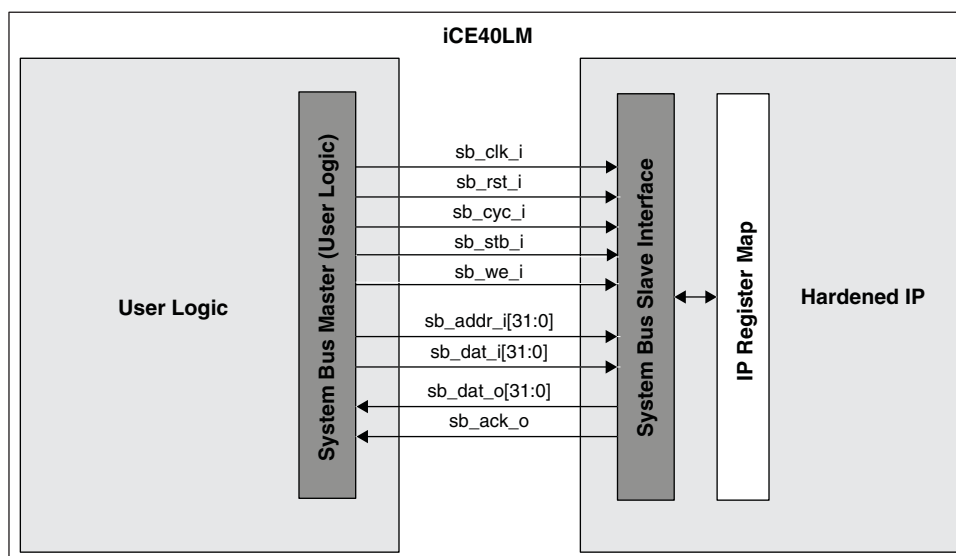 iCE40LM
User Logic
System Bus Master (User Logic)
sb_clk_i
sb_rst_i
sb_cyc_i
sb_stb_i
sb_we_i
sb_addr_i[31:0]
sb_dat_i[31:0]
sb_dat_o[31:0]
sb_ack_o
System Bus Slave Interface
IP Register Map
Hardened IP